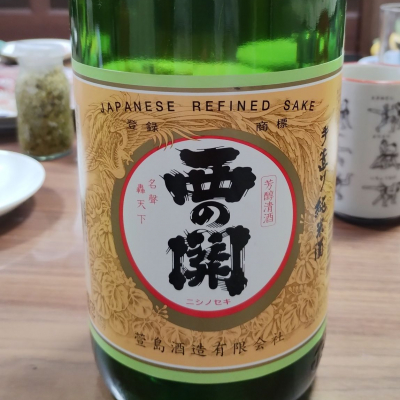 JAPANESE REFINED SAKE
登録 商標
西の關
芳醇清酒
名聲
轟天下
ニシノセキ
手造り純米酒
萱島酒造有限会社